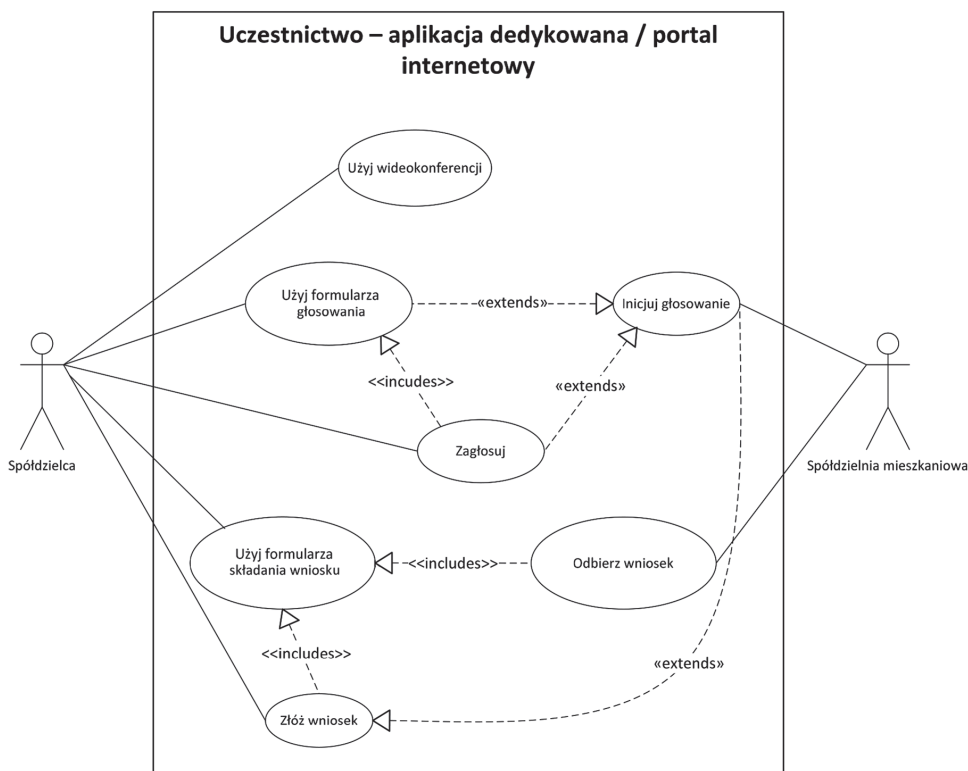 Uczestnictwo – aplikacja dedykowana / portal
internetowy
Użyj wideokonferencji
Użyj formularza
głosowania
«extends»
Inicjuj głosowanie
<<incudes>>
«extends»
Zagłosuj
Spółdzielca
Spółdzielnia mieszkaniowa
Użyj formularza
składania wniosku
<<includes>>
Odbierz wniosek
<<includes>>
«extends»
Złóż wniosek